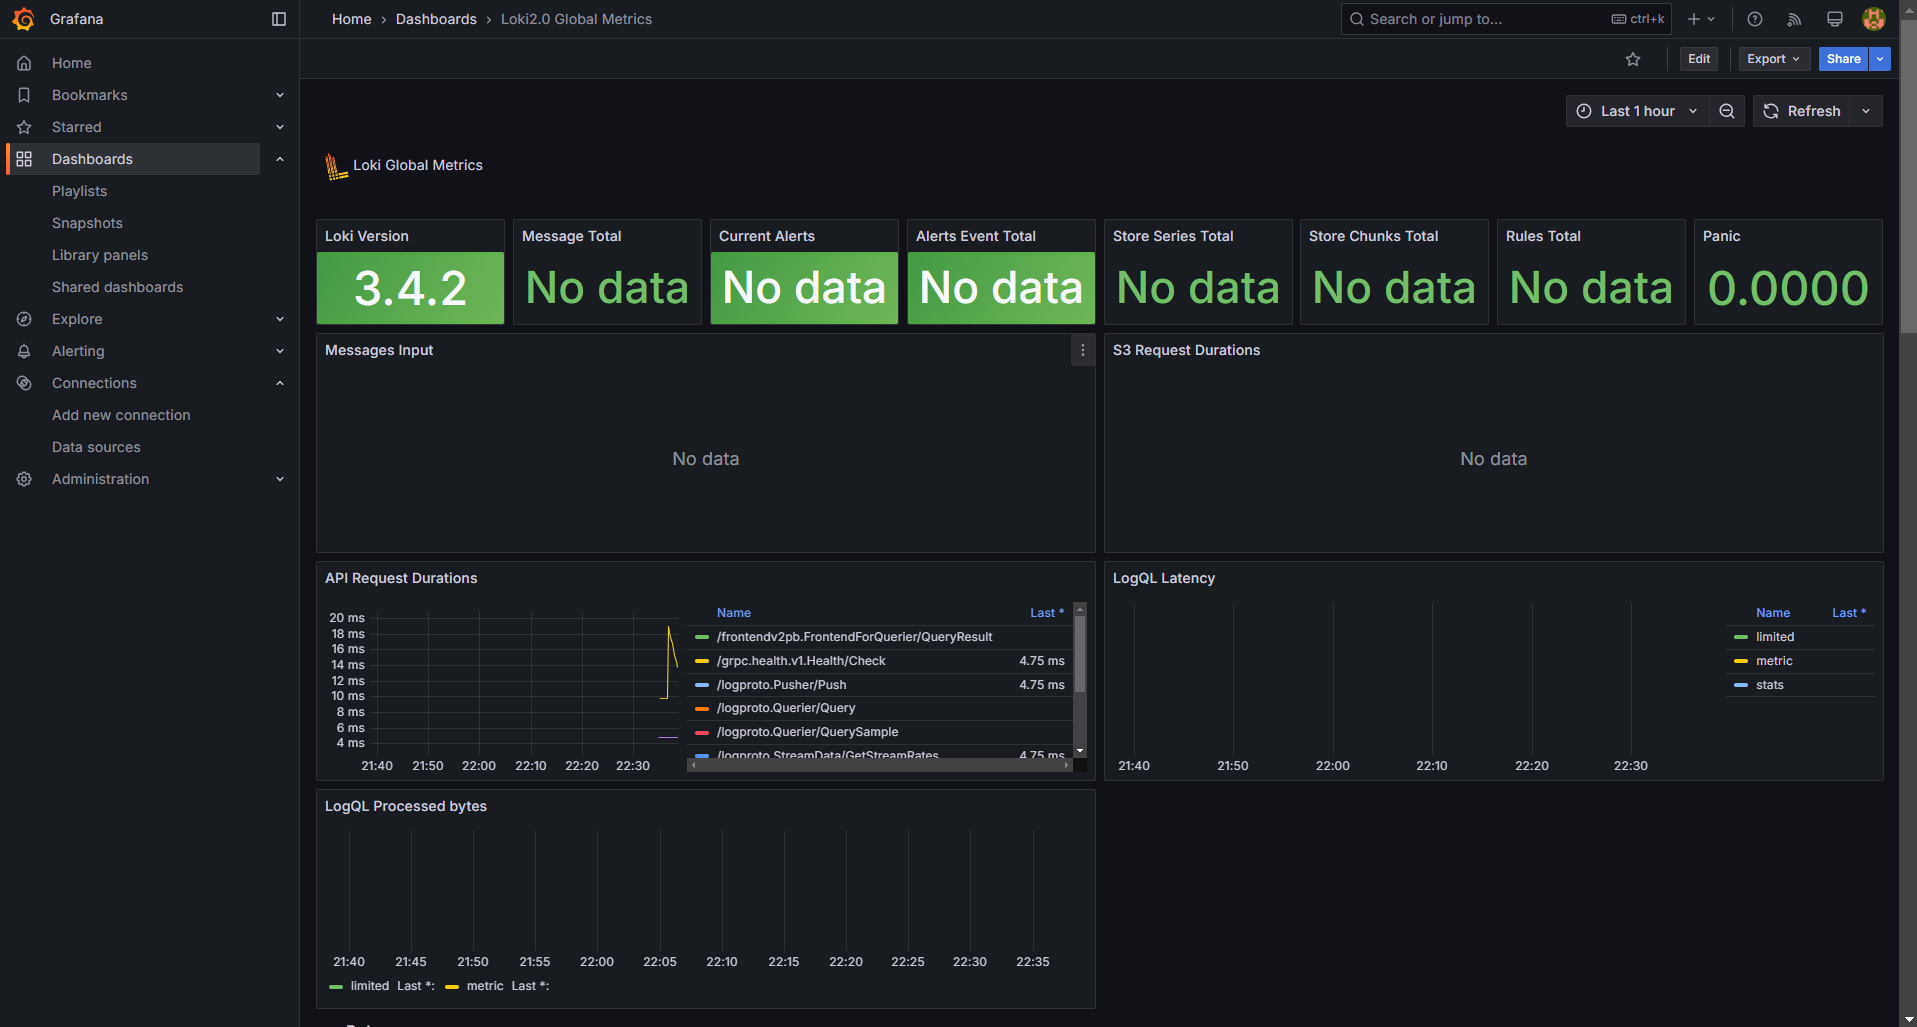 Grafana
Home › Dashboards › Loki2.0 Global Metrics
Search or jump to...
ctrl+k
Home
Bookmarks
Starred
Dashboards
Playlists
Snapshots
Library panels
Shared dashboards
Explore
Alerting
Connections
Add new connection
Data sources
Administration
Edit
Export
Share
Last 1 hour
Refresh
Loki Global Metrics
Loki Version
3.4.2
Message Total
No data
Current Alerts
No data
Alerts Event Total
No data
Store Series Total
No data
Store Chunks Total
No data
Rules Total
No data
Panic
0.0000
Messages Input
No data
S3 Request Durations
No data
API Request Durations
20 ms
18 ms
16 ms
14 ms
12 ms
10 ms
8 ms
6 ms
4 ms
21:40 21:50 22:00 22:10 22:20 22:30
Name Last *
/frontendv2pb.FrontendForQuerier/QueryResult
/grpc.health.v1.Health/Check 4.75 ms
/logproto.Pusher/Push 4.75 ms
/logproto.Querier/Query
/logproto.Querier/QuerySample
/logproto.StreamData/GetStreamRates 4.75 ms
LogQL Latency
21:40 21:50 22:00 22:10 22:20 22:30
Name Last *
limited
metric
stats
LogQL Processed bytes
21:40 21:45 21:50 21:55 22:00 22:05 22:10 22:15 22:20 22:25 22:30 22:35
limited Last *: metric Last *: